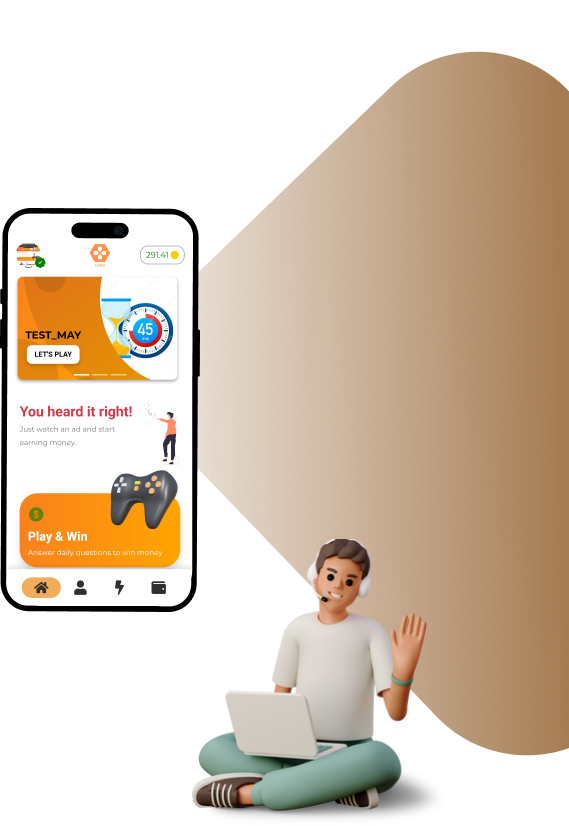 291.41
45
TEST_MAY
LET'S PLAY
You heard it right!
Just watch an ad and start
earning money.
$
Play & Win
Answer daily questions to win money